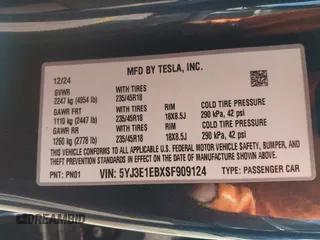 MFD BY TESLA, INC.
12/24
GVWR WITH TIRES
2247 kg (4954 lb) 235/45R18
GAWR FRT WITH TIRES RIM COLD TIRE PRESSURE
1110 kg (2447 lb) 235/45R18 18X8.5J 290 kPa, 42 psi
GAWR RR WITH TIRES RIM COLD TIRE PRESSURE
1260 kg (2778 lb) 235/45R18 18X8.5J 290 kPa, 42 psi
THIS VEHICLE CONFORMS TO ALL APPLICABLE U.S. FEDERAL MOTOR VEHICLE SAFETY, BUMPER,
AND THEFT PREVENTION STANDARDS IN EFFECT ON THE DATE OF MANUFACTURE SHOWN ABOVE.
PNT: PN01 VIN: 5YJ3E1EBXSF909124 TYPE: PASSENGER CAR
DREAMBID